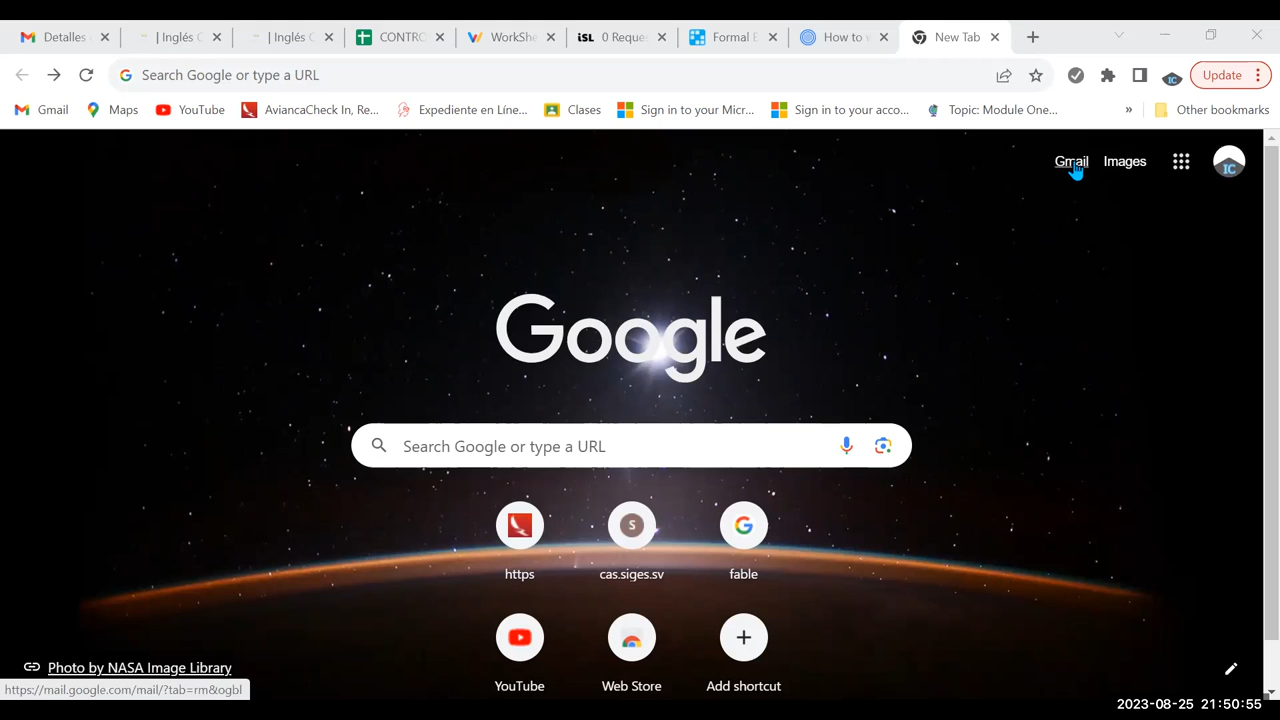 Detalles
| Inglés C
| Inglés C
CONTRO
WorkShe
iSL 0 Reque
Formal E
How to w
New Tab
Search Google or type a URL
Update
Gmail
Maps
YouTube
AviancaCheck In, Re...
Expediente en Líne...
Clases
Sign in to your Micr...
Sign in to your acco...
Topic: Module One...
»
Other bookmarks
Gmail
Images
IC
Google
Search Google or type a URL
S
https
cas.siges.sv
fable
YouTube
Web Store
Add shortcut
Photo by NASA Image Library
https://mail.google.com/mail/?tab=rm&ogbl
2023-08-25 21:50:55